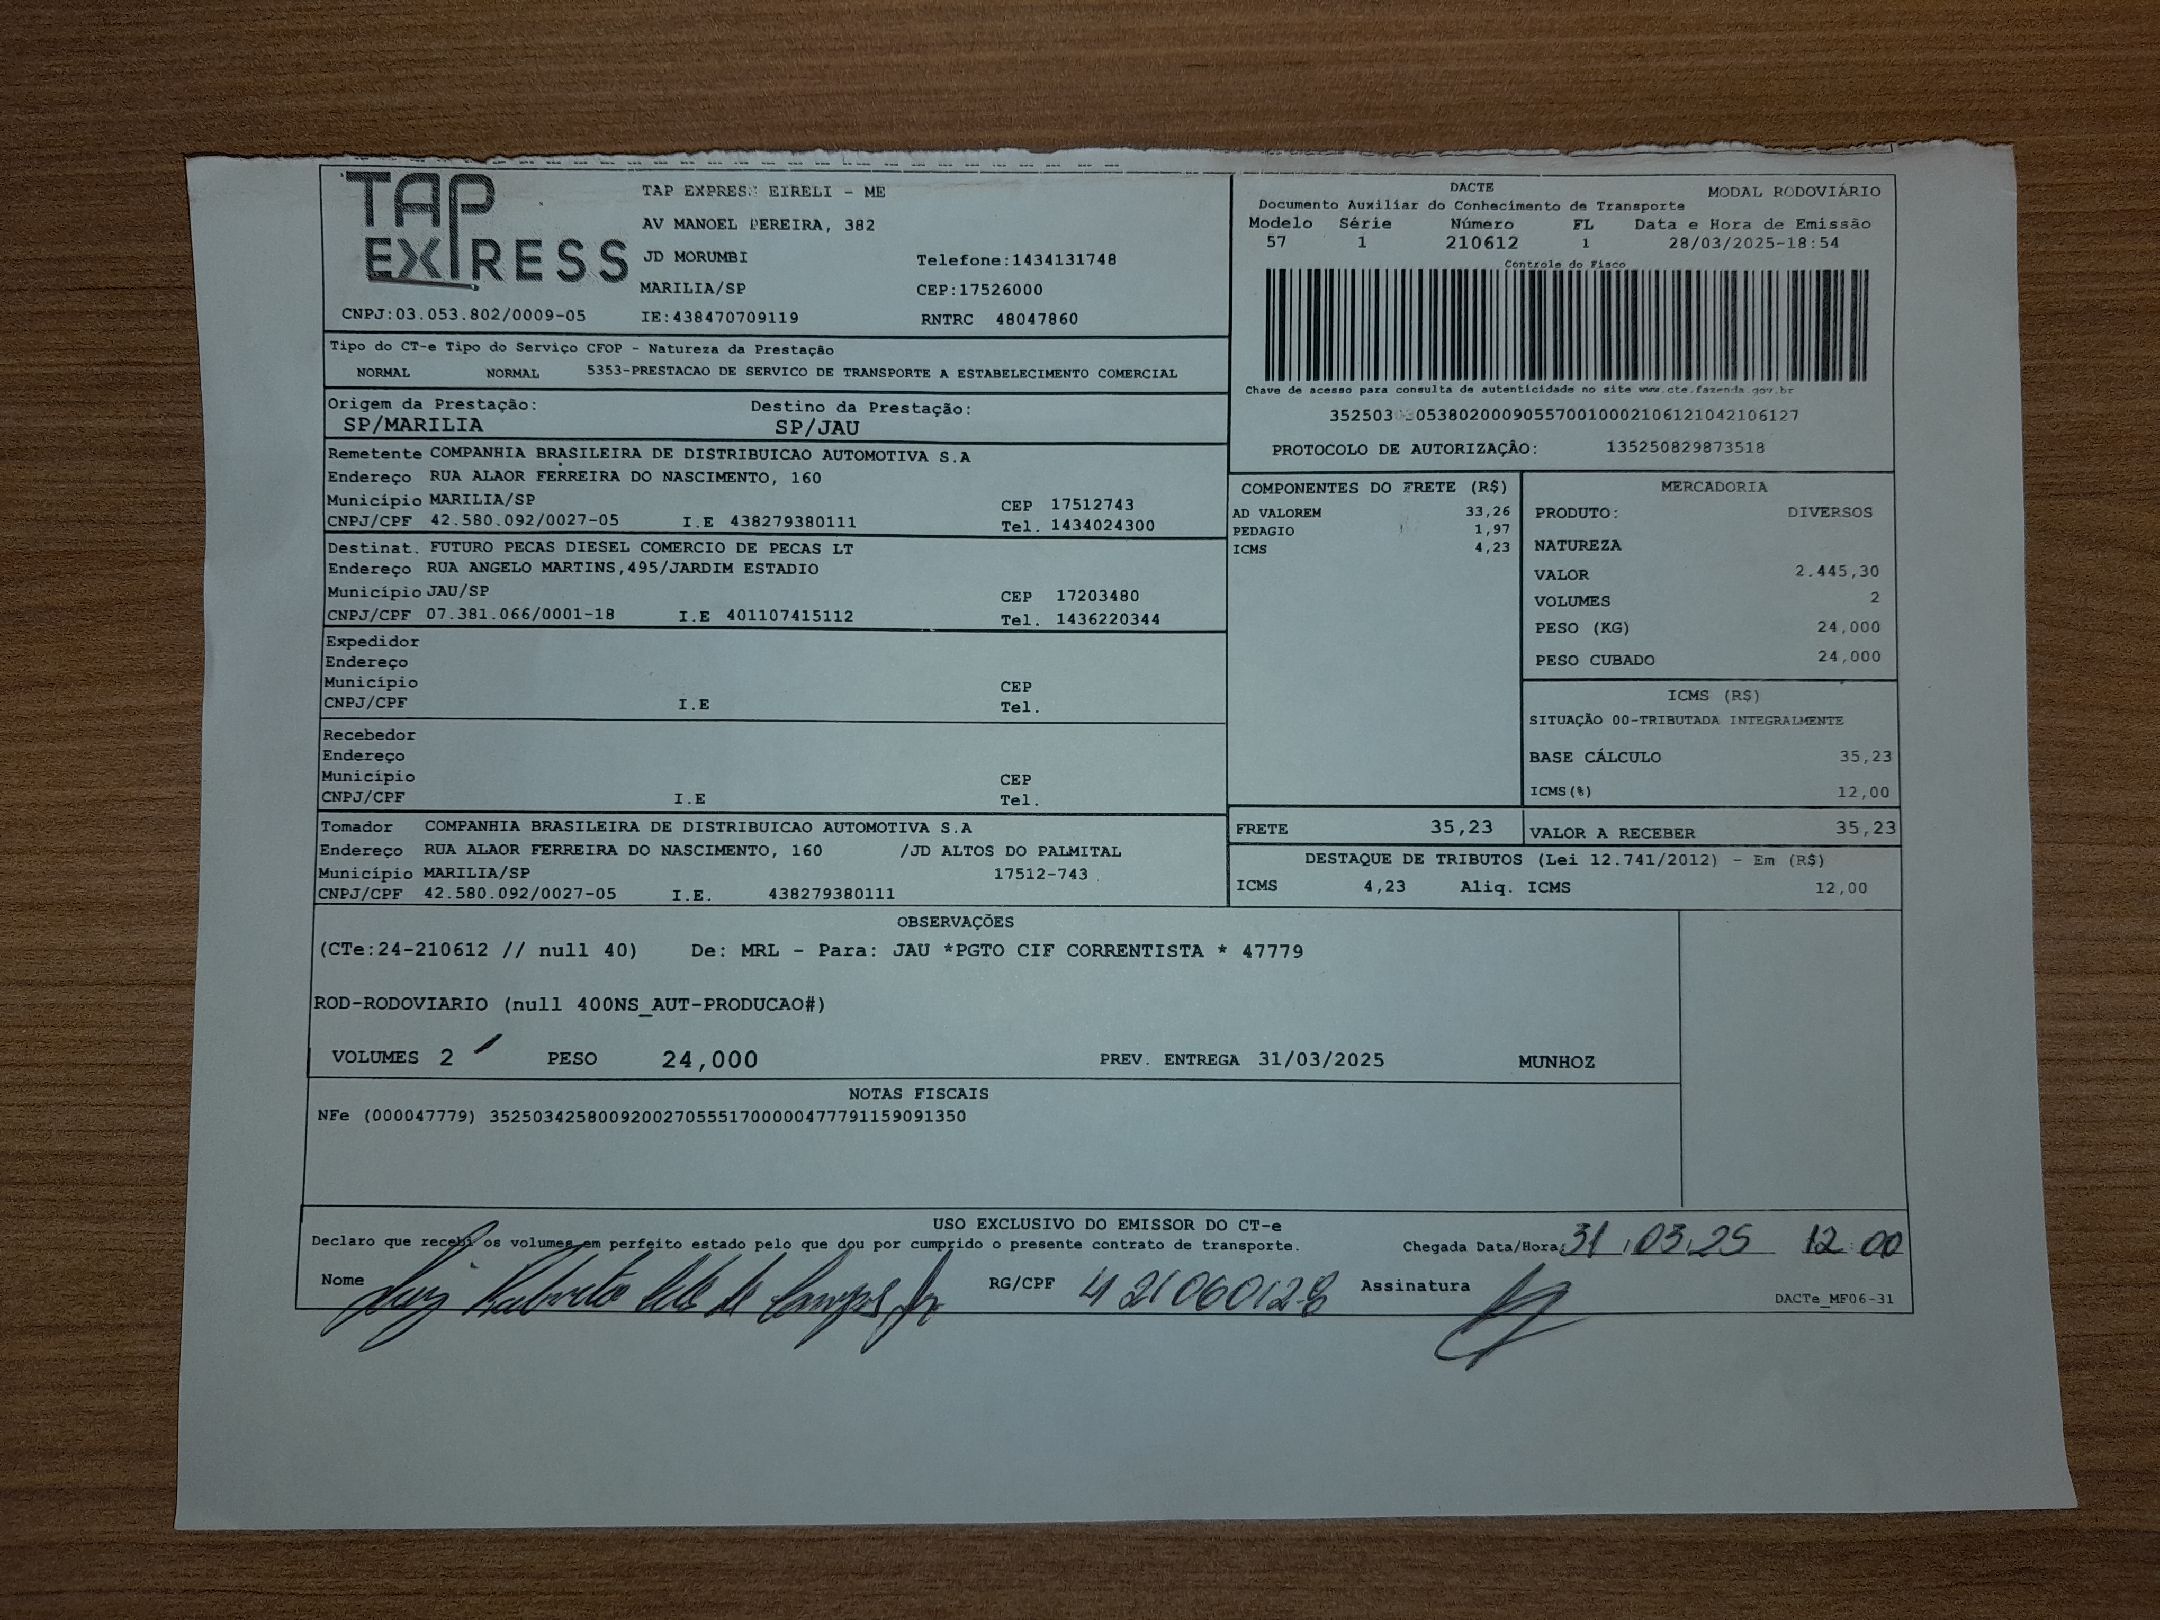 TAP EXPRESS
TAP EXPRESS EIRELI - ME
AV MANOEL PEREIRA, 382
JD MORUMBI Telefone:1434131748
MARILIA/SP CEP:17526000
CNPJ:03.053.802/0009-05 IE:438470709119 RNTRC 48047860
DACTE MODAL RODOVIÁRIO
Documento Auxiliar do Conhecimento de Transporte
Modelo Série Número FL Data e Hora de Emissão
57 1 210612 1 28/03/2025-18:54
Controle do Fisco
Chave de acesso para consulta de autenticidade no site www.cte.fazenda.gov.br
352503 053802000905570010002106121042106127
PROTOCOLO DE AUTORIZAÇÃO: 135250829873518
Tipo do CT-e Tipo do Serviço CFOP - Natureza da Prestação
NORMAL NORMAL 5353-PRESTACAO DE SERVICO DE TRANSPORTE A ESTABELECIMENTO COMERCIAL
Origem da Prestação: Destino da Prestação:
SP/MARILIA SP/JAU
Remetente COMPANHIA BRASILEIRA DE DISTRIBUICAO AUTOMOTIVA S.A
Endereço RUA ALAOR FERREIRA DO NASCIMENTO, 160
Município MARILIA/SP CEP 17512743
CNPJ/CPF 42.580.092/0027-05 I.E 438279380111 Tel. 1434024300
Destinat. FUTURO PECAS DIESEL COMERCIO DE PECAS LT
Endereço RUA ANGELO MARTINS,495/JARDIM ESTADIO
Município JAU/SP CEP 17203480
CNPJ/CPF 07.381.066/0001-18 I.E 401107415112 Tel. 1436220344
Expedidor
Endereço
Município CEP
CNPJ/CPF I.E Tel.
Recebedor
Endereço
Município CEP
CNPJ/CPF I.E Tel.
Tomador COMPANHIA BRASILEIRA DE DISTRIBUICAO AUTOMOTIVA S.A
Endereço RUA ALAOR FERREIRA DO NASCIMENTO, 160 /JD ALTOS DO PALMITAL
Município MARILIA/SP 17512-743
CNPJ/CPF 42.580.092/0027-05 I.E. 438279380111
COMPONENTES DO FRETE (R$)
AD VALOREM 33,26
PEDAGIO 1,97
ICMS 4,23
MERCADORIA
PRODUTO: DIVERSOS
NATUREZA
VALOR 2.445,30
VOLUMES 2
PESO (KG) 24,000
PESO CUBADO 24,000
ICMS (R$)
SITUAÇÃO 00-TRIBUTADA INTEGRALMENTE
BASE CÁLCULO 35,23
ICMS(%) 12,00
FRETE 35,23 VALOR A RECEBER 35,23
DESTAQUE DE TRIBUTOS (Lei 12.741/2012) - Em (R$)
ICMS 4,23 Aliq. ICMS 12,00
OBSERVAÇÕES
(CTe:24-210612 // null 40) De: MRL - Para: JAU *PGTO CIF CORRENTISTA * 47779
ROD-RODOVIARIO (null 400NS_AUT-PRODUCAO#)
VOLUMES 2 PESO 24,000 PREV. ENTREGA 31/03/2025 MUNHOZ
NOTAS FISCAIS
NFe (000047779) 35250342580092002705551700000477791159091350
USO EXCLUSIVO DO EMISSOR DO CT-e
Declaro que recebi os volumes em perfeito estado pelo que dou por cumprido o presente contrato de transporte. Chegada Data/Hora: 31.03.25 12:00
Nome Luiz de Campos Jr RG/CPF 421060128 Assinatura
DACTe_MF06-31